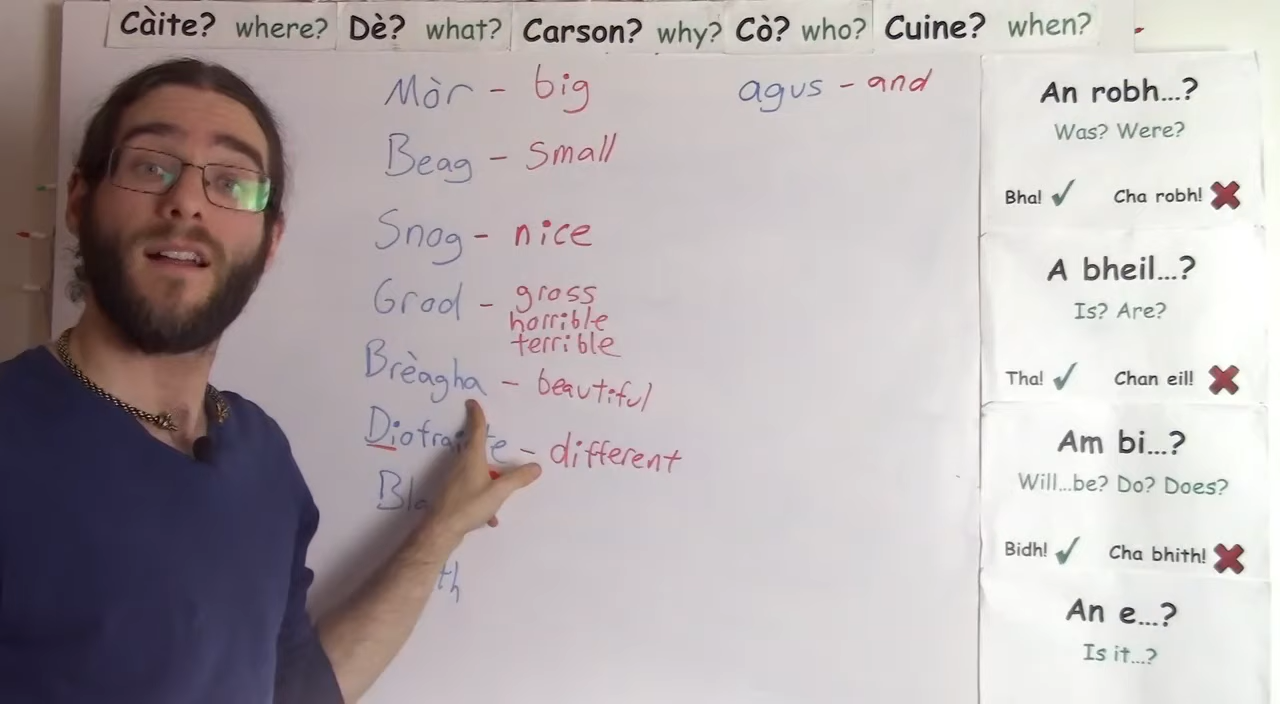 Càite? where? Dè? what? Carson? why? Cò? who? Cuine? when?
Mòr - big
Beag - small
Snog - nice
Grod - gross
horrible
terrible
Brèagha - beautiful
- different
agus - and
An robh...?
Was? Were?
Bha! ✓ Cha robh! ✗
A bheil...?
Is? Are?
Tha! ✓ Chan eil! ✗
Am bi...?
Will...be? Do? Does?
Bidh! ✓ Cha bhith! ✗
An e...?
Is it...?